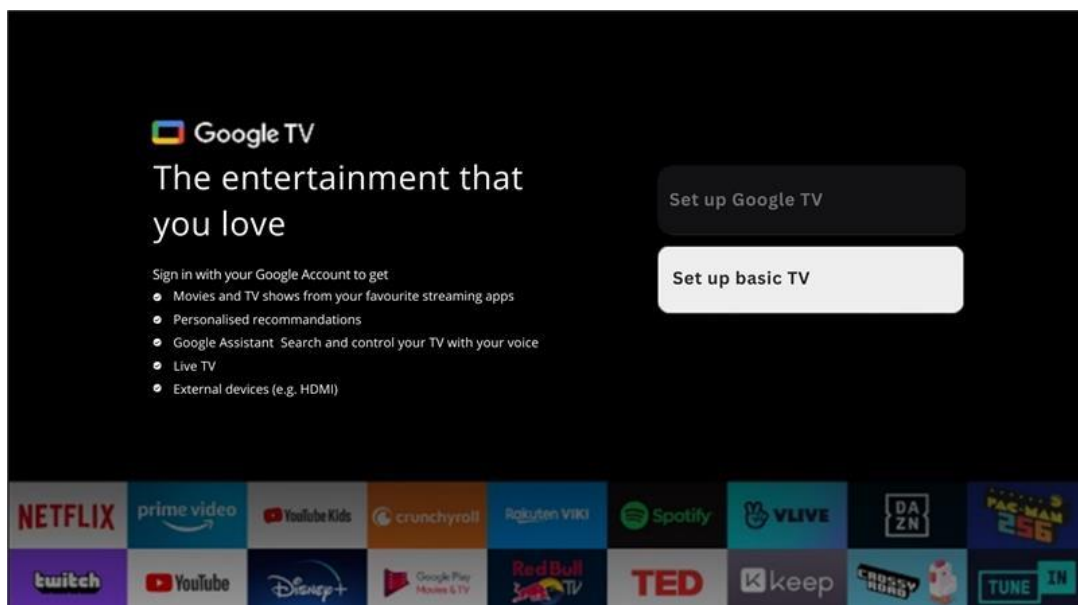 Google TV
The entertainment that
you love
Sign in with your Google Account to get
Movies and TV shows from your favourite streaming apps
Personalised recommandations
Google Assistant Search and control your TV with your voice
Live TV
External devices (e.g. HDMI)
Set up Google TV
Set up basic TV
NETFLIX
prime video
YouTube Kids
crunchyroll
Rakuten VIKI
Spotify
VLIVE
DA
ZN
PAC-MAN
256
twitch
YouTube
Disney+
Google Play
Movies & TV
Red Bull
TV
TED
keep
CROSSY
ROAD
TUNE IN